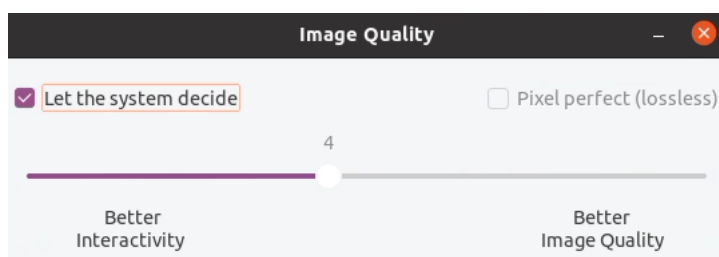 Image Quality
Let the system decide
Pixel perfect (lossless)
4
Better
Interactivity
Better
Image Quality